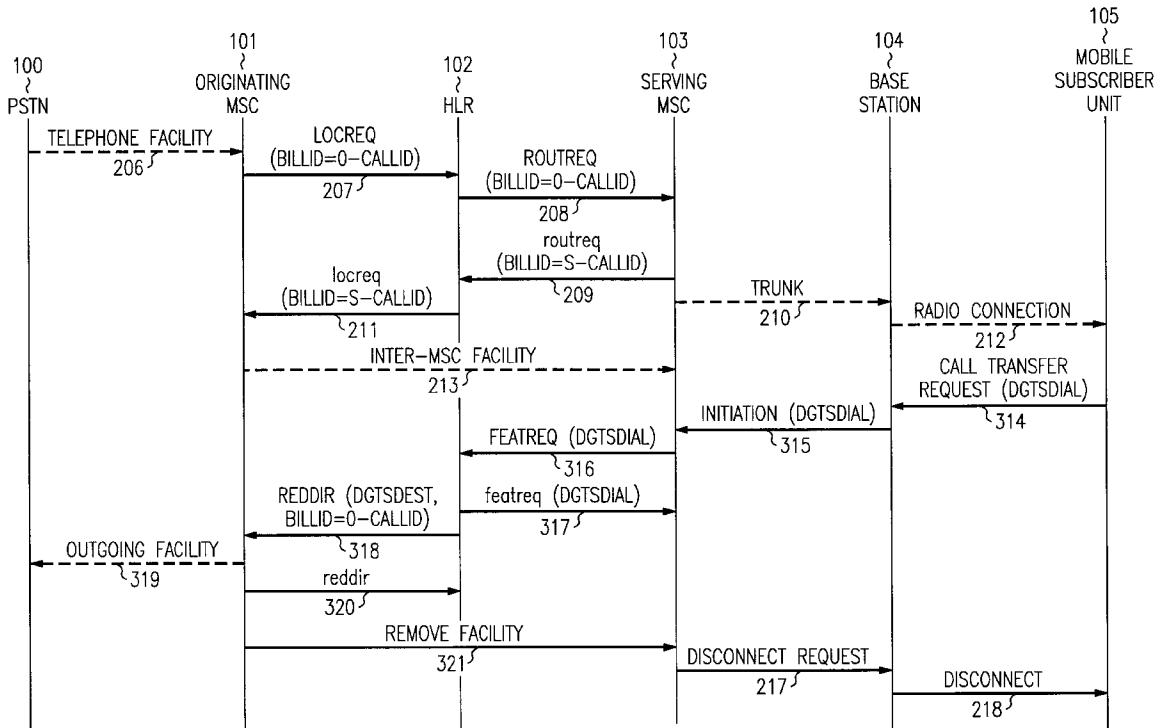 100
PSTN
101
ORIGINATING
MSC
102
HLR
103
SERVING
MSC
104
BASE
STATION
105
MOBILE
SUBSCRIBER
UNIT
TELEPHONE FACILITY
206
LOCREQ
(BILLID=O-CALLID)
207
ROUTREQ
(BILLID=O-CALLID)
208
routreq
(BILLID=S-CALLID)
209
locreq
(BILLID=S-CALLID)
211
TRUNK
210
RADIO CONNECTION
212
INTER-MSC FACILITY
213
CALL TRANSFER
REQUEST (DGTSDIAL)
314
INITIATION (DGTSDIAL)
315
FEATREQ (DGTSDIAL)
316
featreq (DGTSDIAL)
317
REDDIR (DGTSDEST,
BILLID=O-CALLID)
318
OUTGOING FACILITY
319
reddir
320
REMOVE FACILITY
321
DISCONNECT REQUEST
217
DISCONNECT
218